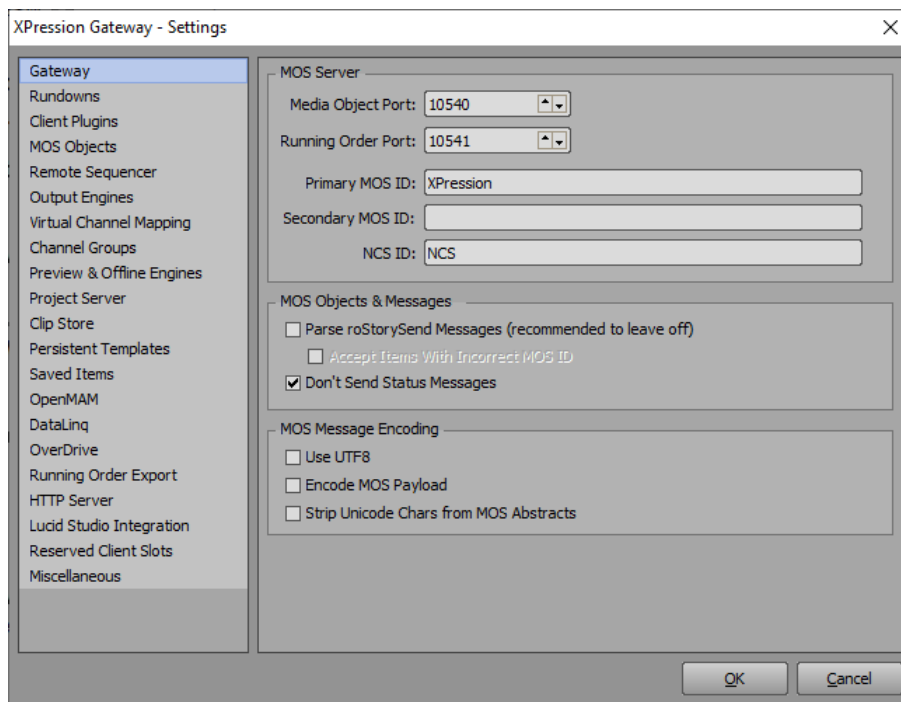 XPression Gateway - Settings
Gateway
Rundowns
Client Plugins
MOS Objects
Remote Sequencer
Output Engines
Virtual Channel Mapping
Channel Groups
Preview & Offline Engines
Project Server
Clip Store
Persistent Templates
Saved Items
OpenMAM
DataLinq
OverDrive
Running Order Export
HTTP Server
Lucid Studio Integration
Reserved Client Slots
Miscellaneous
MOS Server
Media Object Port: 10540
Running Order Port: 10541
Primary MOS ID: XPression
Secondary MOS ID:
NCS ID: NCS
MOS Objects & Messages
Parse roStorySend Messages (recommended to leave off)
Accept Items With Incorrect MOS ID
Don't Send Status Messages
MOS Message Encoding
Use UTF8
Encode MOS Payload
Strip Unicode Chars from MOS Abstracts
OK
Cancel